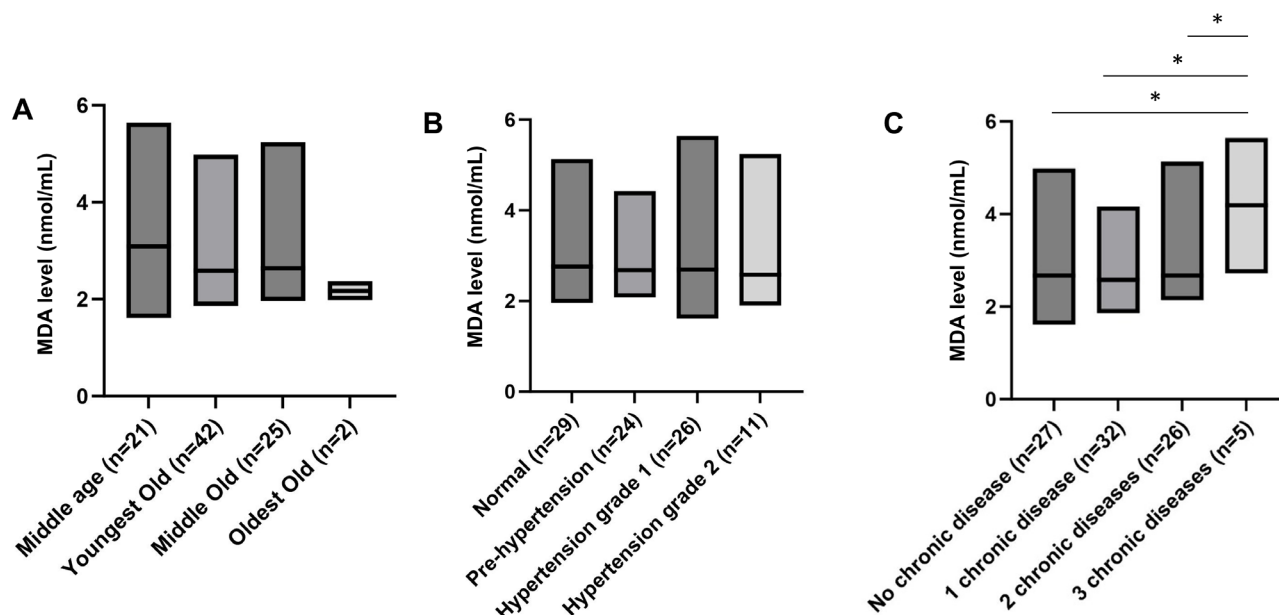 A
MDA level (nmol/mL)
6
4
2
0
Middle age (n=21)
Youngest Old (n=42)
Middle Old (n=25)
Oldest Old (n=2)
B
MDA level (nmol/mL)
6
4
2
0
Normal (n=29)
Pre-hypertension (n=24)
Hypertension grade 1 (n=26)
Hypertension grade 2 (n=11)
C
*
*
*
MDA level (nmol/mL)
6
4
2
0
No chronic disease (n=27)
1 chronic disease (n=32)
2 chronic diseases (n=26)
3 chronic diseases (n=5)